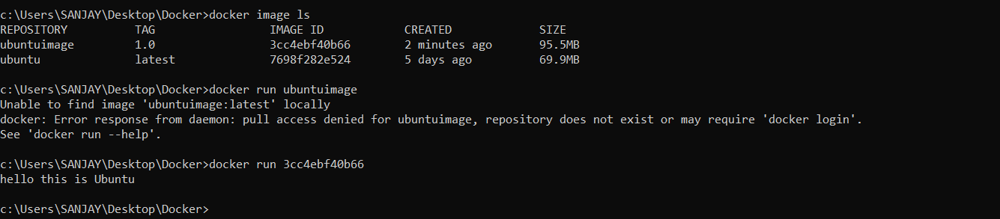 c:\Users\SANJAY\Desktop\Docker>docker image ls
REPOSITORY          TAG                 IMAGE ID            CREATED             SIZE
ubuntuimage         1.0                 3cc4ebf40b66        2 minutes ago       95.5MB
ubuntu              latest              7698f282e524        5 days ago          69.9MB
c:\Users\SANJAY\Desktop\Docker>docker run ubuntuimage
Unable to find image 'ubuntuimage:latest' locally
docker: Error response from daemon: pull access denied for ubuntuimage, repository does not exist or may require 'docker login'.
See 'docker run --help'.
c:\Users\SANJAY\Desktop\Docker>docker run 3cc4ebf40b66
hello this is Ubuntu
c:\Users\SANJAY\Desktop\Docker>